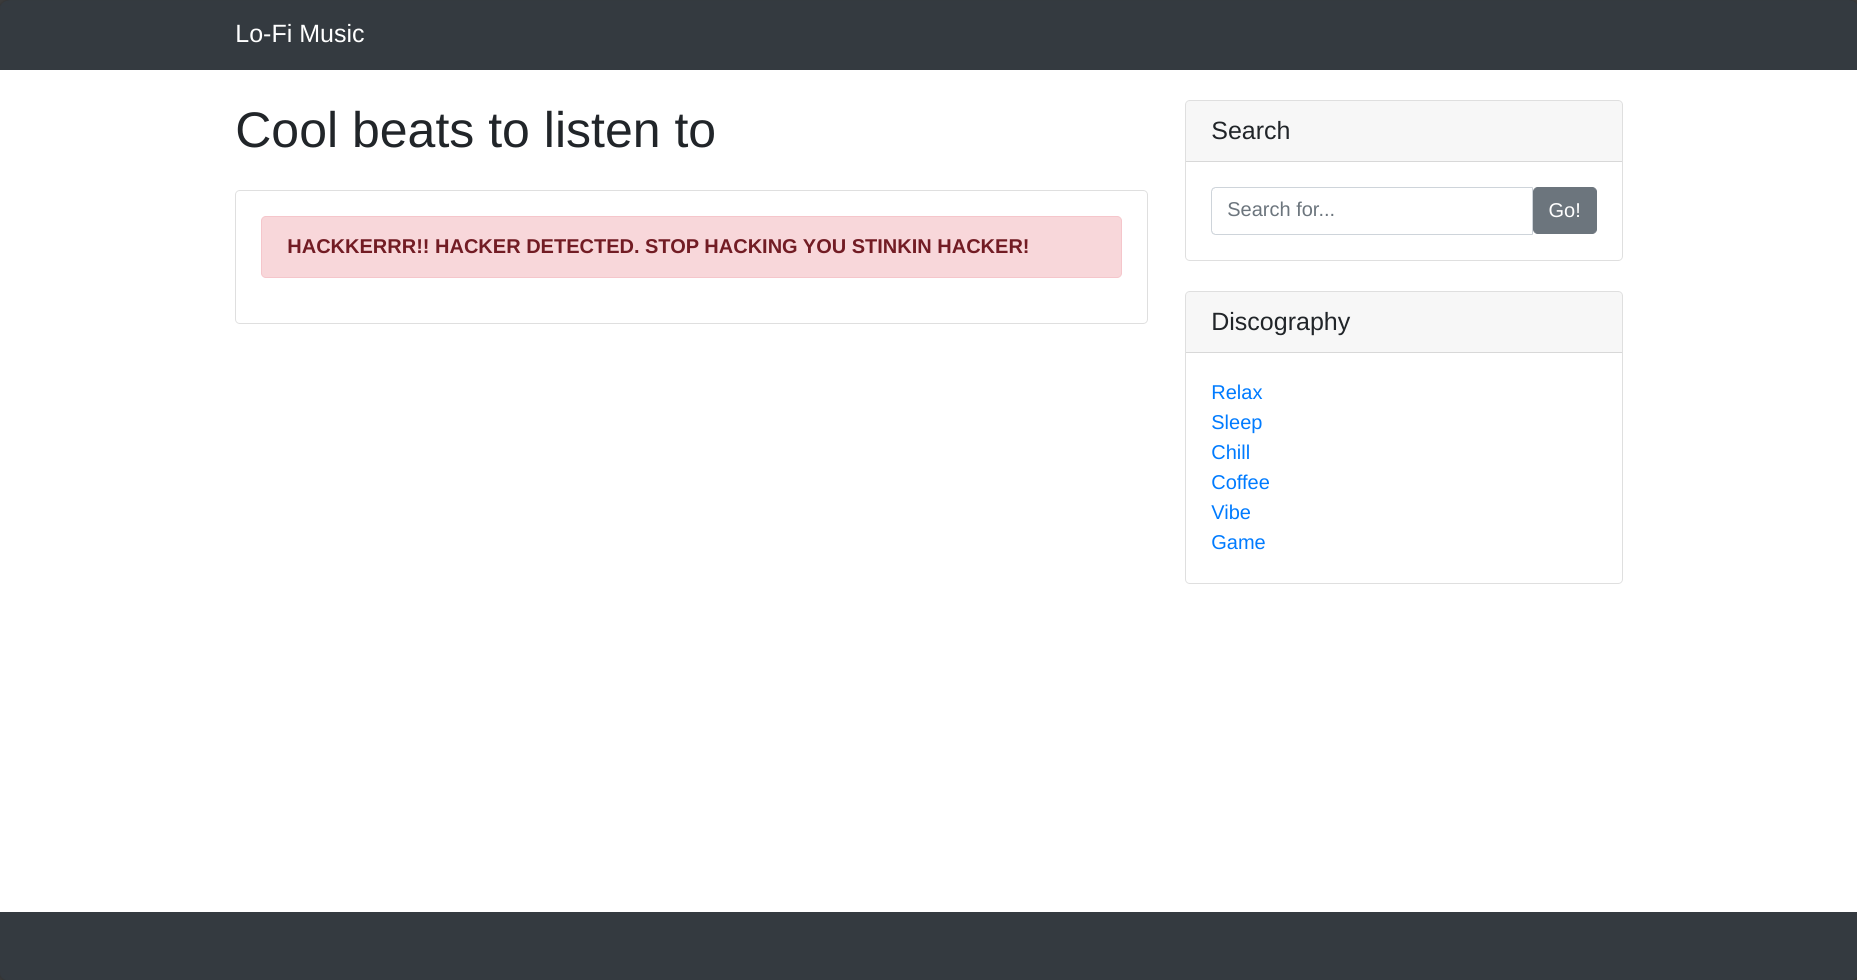 Lo-Fi Music
Cool beats to listen to
HACKKERRR!! HACKER DETECTED. STOP HACKING YOU STINKIN HACKER!
Search
Search for...
Go!
Discography
Relax
Sleep
Chill
Coffee
Vibe
Game